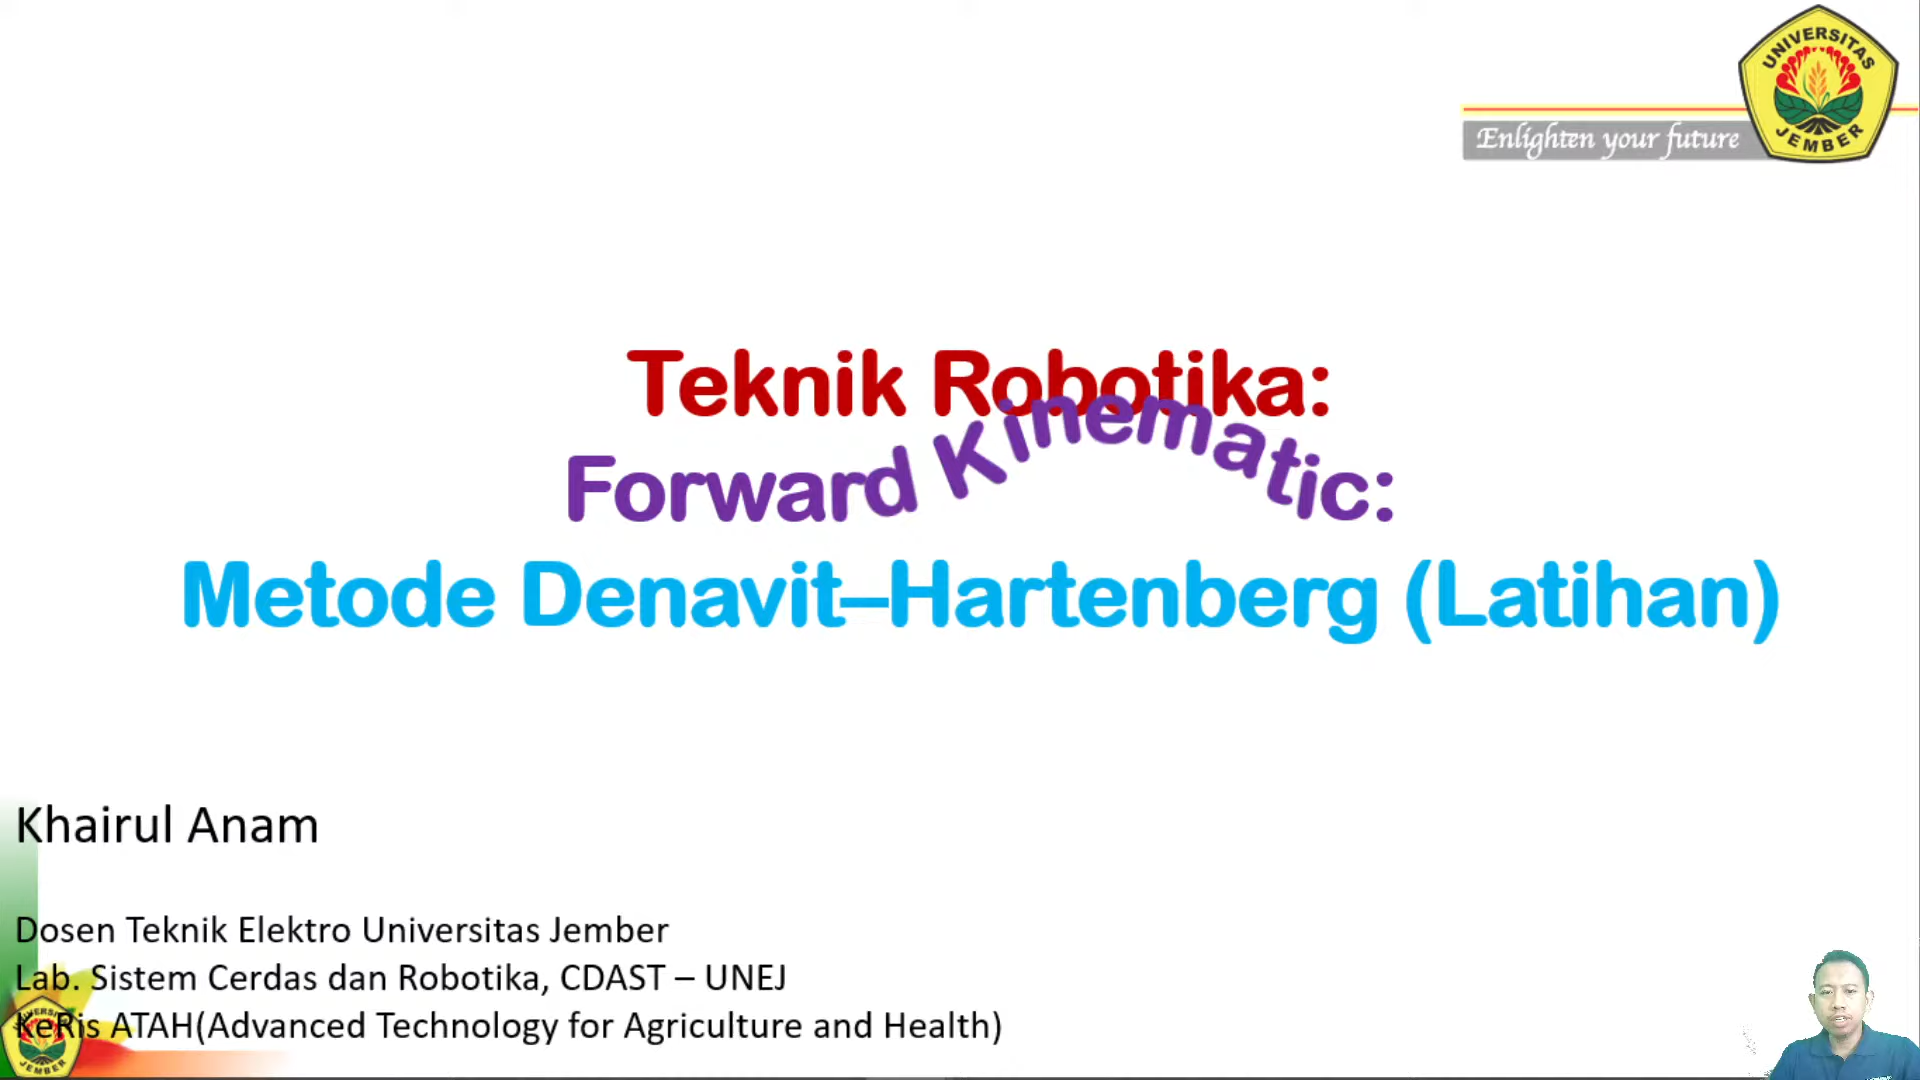 UNIVERSITAS
JEMBER
Enlighten your future
Teknik Robotika:
Forward Kinematic:
Metode Denavit–Hartenberg (Latihan)
Khairul Anam
Dosen Teknik Elektro Universitas Jember
Lab. Sistem Cerdas dan Robotika, CDAST – UNEJ
KeRis ATAH(Advanced Technology for Agriculture and Health)
JEMBER